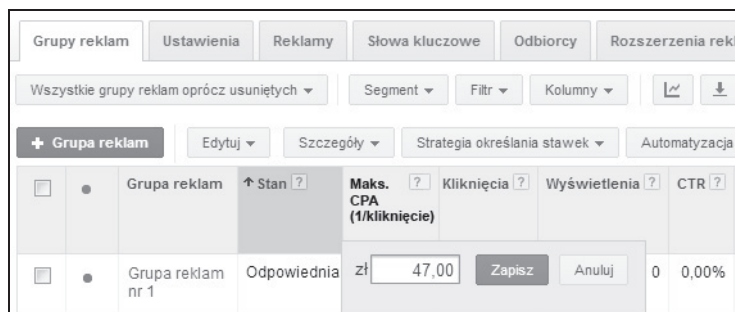 Grupy reklam Ustawienia Reklamy Słowa kluczowe Odbiorcy Rozszerzenia rekl
Wszystkie grupy reklam oprócz usuniętych Segment Filtr Kolumny
+ Grupa reklam Edytuj Szczegóły Strategia określania stawek Automatyzacja
Grupa reklam ↑ Stan ? Maks. ? Kliknięcia ? Wyświetlenia ? CTR ?
CPA
(1/kliknięcie)
Grupa reklam Odpowiednia zł 47,00 Zapisz Anuluj 0 0,00%
nr 1